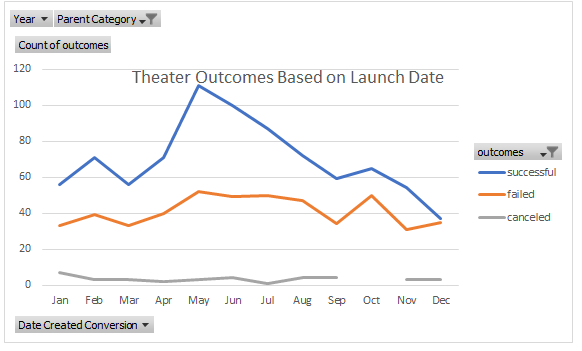 Year Parent Category
Count of outcomes
Theater Outcomes Based on Launch Date
120
100
80
60
40
20
0
Jan Feb Mar Apr May Jun Jul Aug Sep Oct Nov Dec
outcomes
successful
failed
canceled
Date Created Conversion